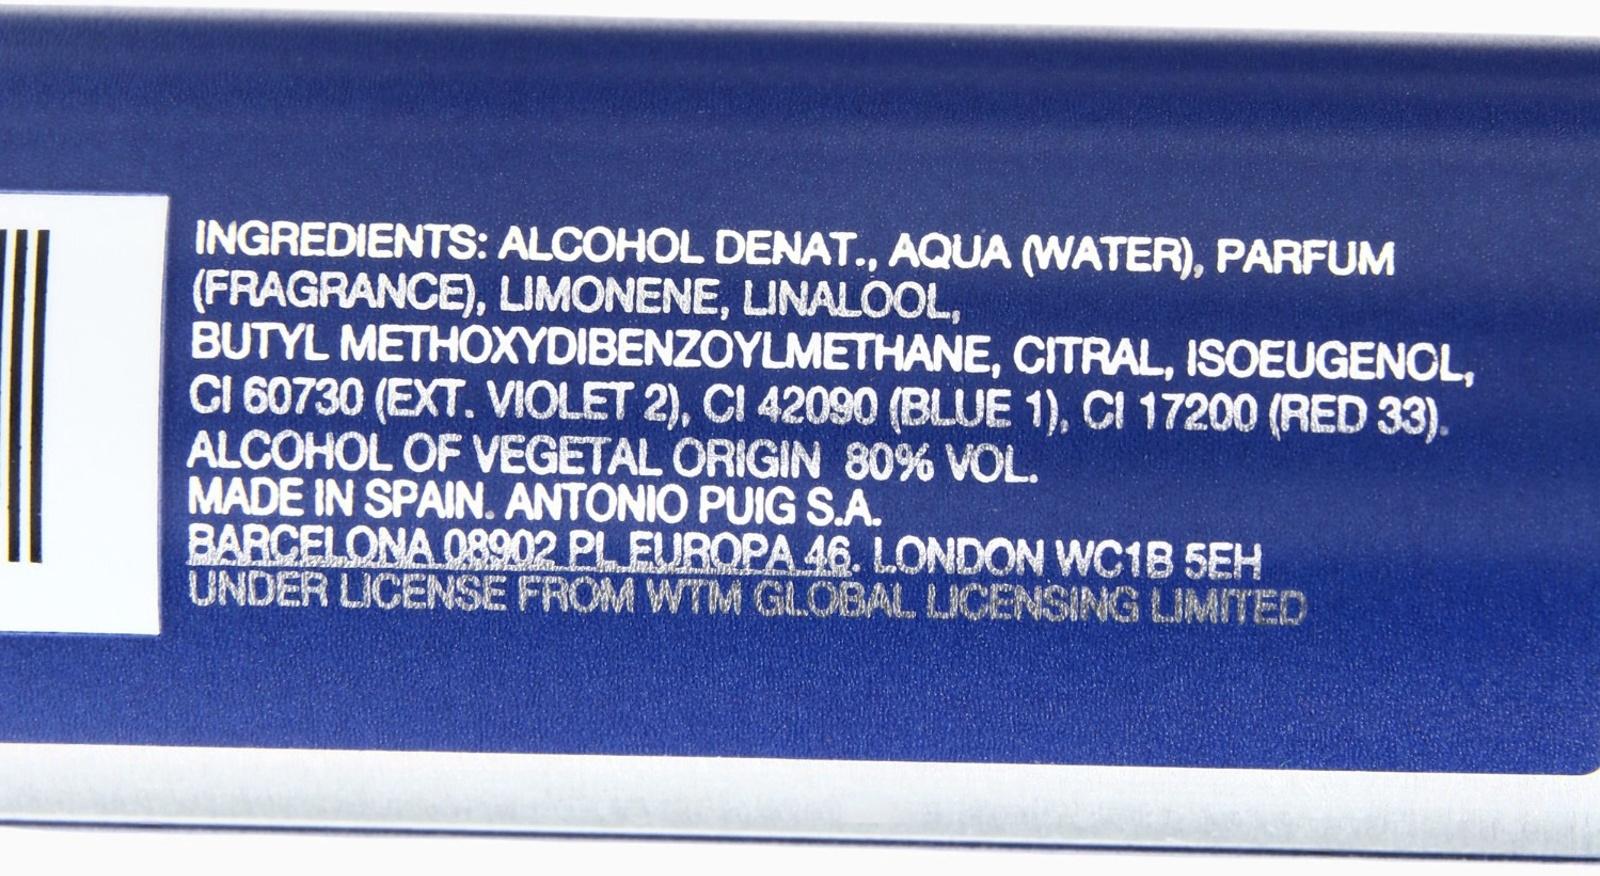 INGREDIENTS: ALCOHOL DENAT., AQUA (WATER), PARFUM
(FRAGRANCE), LIMONENE, LINALOOL,
BUTYL METHOXYDIBENZOYLMETHANE, CITRAL, ISOEUGENOL,
CI 60730 (EXT. VIOLET 2), CI 42090 (BLUE 1), CI 17200 (RED 33).
ALCOHOL OF VEGETAL ORIGIN 80% VOL.
MADE IN SPAIN. ANTONIO PUIG S.A.
BARCELONA 08902 PL EUROPA 46. LONDON WC1B 5EH
UNDER LICENSE FROM WTM GLOBAL LICENSING LIMITED